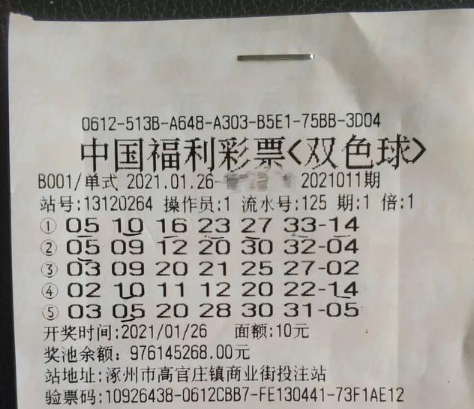 0612-513B-A648-A303-B5E1-75BB-3D04
中国福利彩票<双色球>
B001/单式 2021.01.26- 2021011期
站号:13120264 操作员:1 流水号:125 期:1 倍:1
① 05 10 16 23 27 33-14
② 05 09 12 20 30 32-04
③ 03 09 20 21 25 27-02
④ 02 10 11 12 20 22-14
⑤ 03 05 20 28 30 31-05
开奖时间:2021/01/26 面额:10元
奖池余额: 976145268.00元
站地址:涿州市高官庄镇商业街投注站
验票码:10926438-0612CBB7-FE130441-73F1AE12